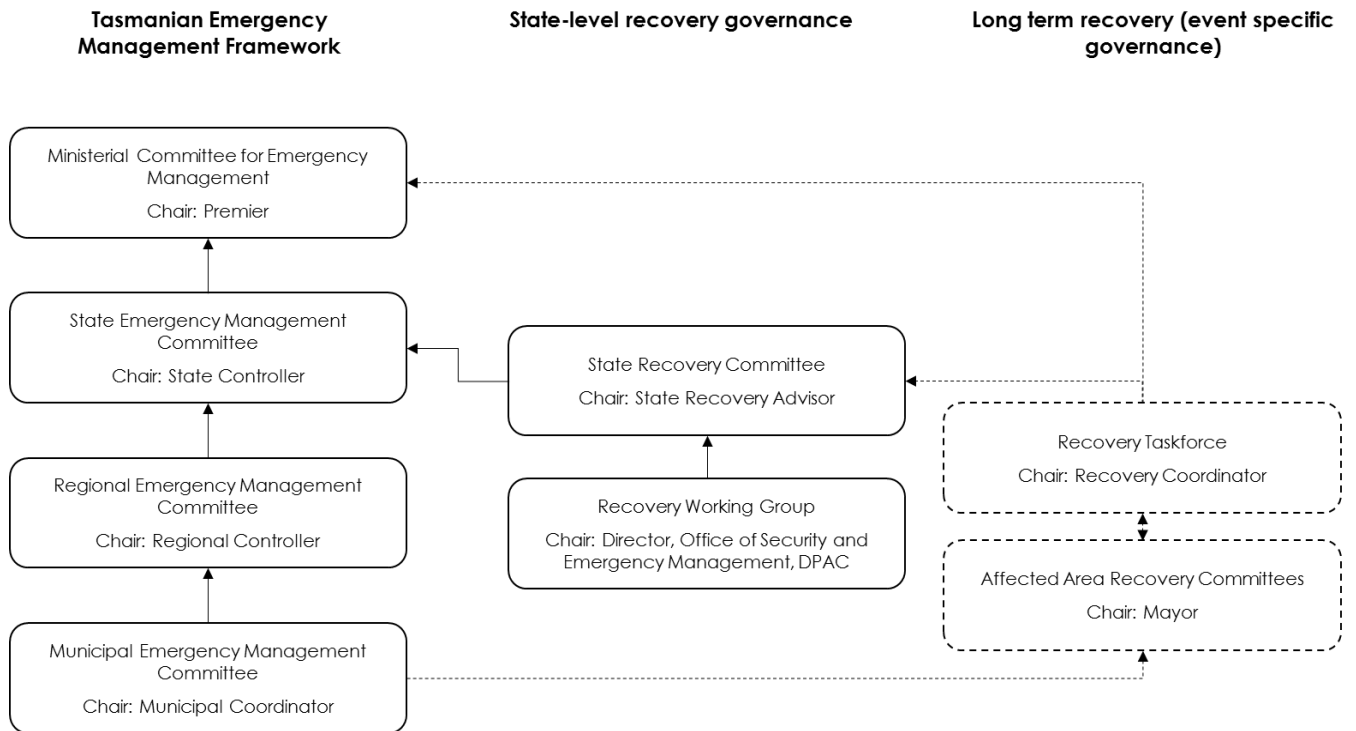 Tasmanian Emergency
Management Framework
State-level recovery governance
Long term recovery (event specific
governance)
Ministerial Committee for Emergency
Management
Chair: Premier
State Emergency Management
Committee
Chair: State Controller
Regional Emergency Management
Committee
Chair: Regional Controller
Municipal Emergency Management
Committee
Chair: Municipal Coordinator
State Recovery Committee
Chair: State Recovery Advisor
Recovery Working Group
Chair: Director, Office of Security and
Emergency Management, DPAC
Recovery Taskforce
Chair: Recovery Coordinator
Affected Area Recovery Committees
Chair: Mayor